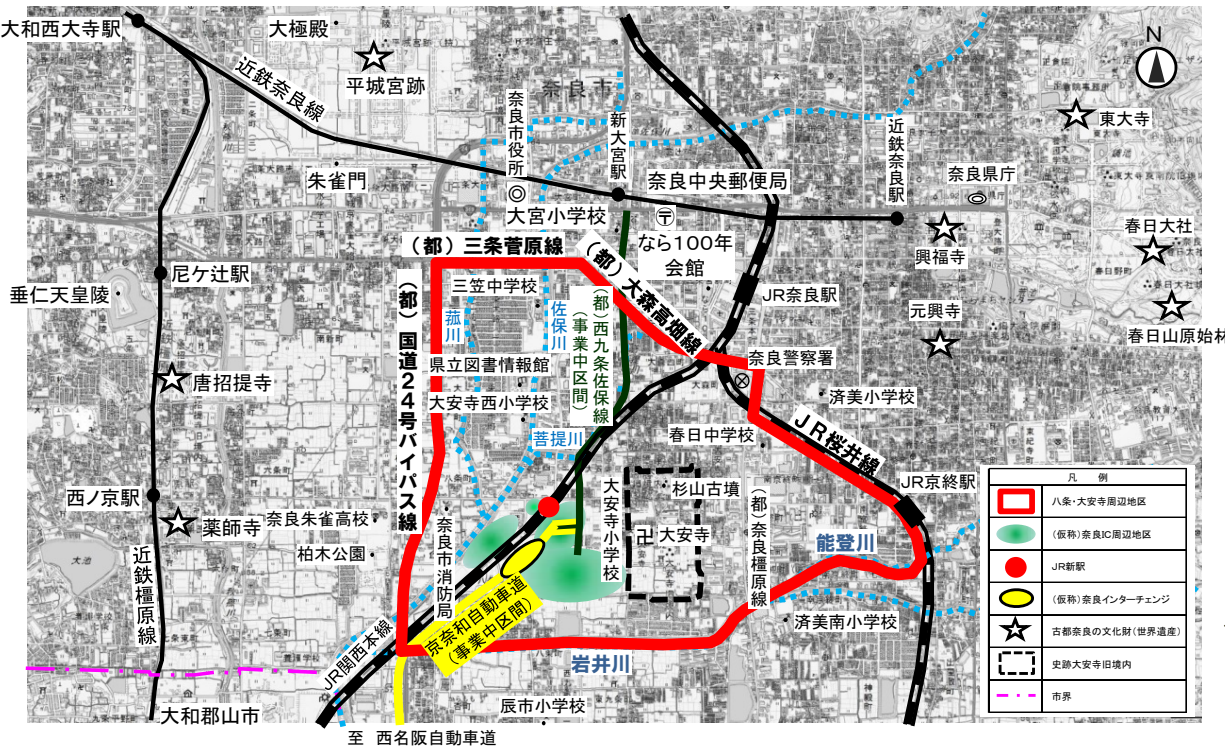 大和西大寺駅
大極殿
平城宮跡
近鉄奈良線
奈良市
奈良市役所
新大宮駅
近鉄奈良駅
N
東大寺
朱雀門
奈良中央郵便局
奈良県庁
大宮小学校
なら100年
会館
春日大社
興福寺
(都)三条菅原線
(都)大森高畑線
尼ケ辻駅
垂仁天皇陵
三笠中学校
JR奈良駅
元興寺
春日山原始林
(都)国道24号バイパス線
菰川
佐保川
(都)西九条佐保線
(事業中区間)
県立図書情報館
奈良警察署
唐招提寺
大安寺西小学校
済美小学校
菩提川
春日中学校
JR桜井線
JR京終駅
西ノ京駅
薬師寺
奈良朱雀高校
柏木公園
奈良市消防局
大安寺小学校
杉山古墳
卍大安寺
(都)奈良橿原線
能登川
近鉄橿原線
京奈和自動車道
(事業中区間)
JR関西本線
岩井川
済美南小学校
大和郡山市
辰市小学校
至 西名阪自動車道
凡 例
八条・大安寺周辺地区
(仮称)奈良IC周辺地区
JR新駅
(仮称)奈良インターチェンジ
古都奈良の文化財(世界遺産)
史跡大安寺旧境内
市界